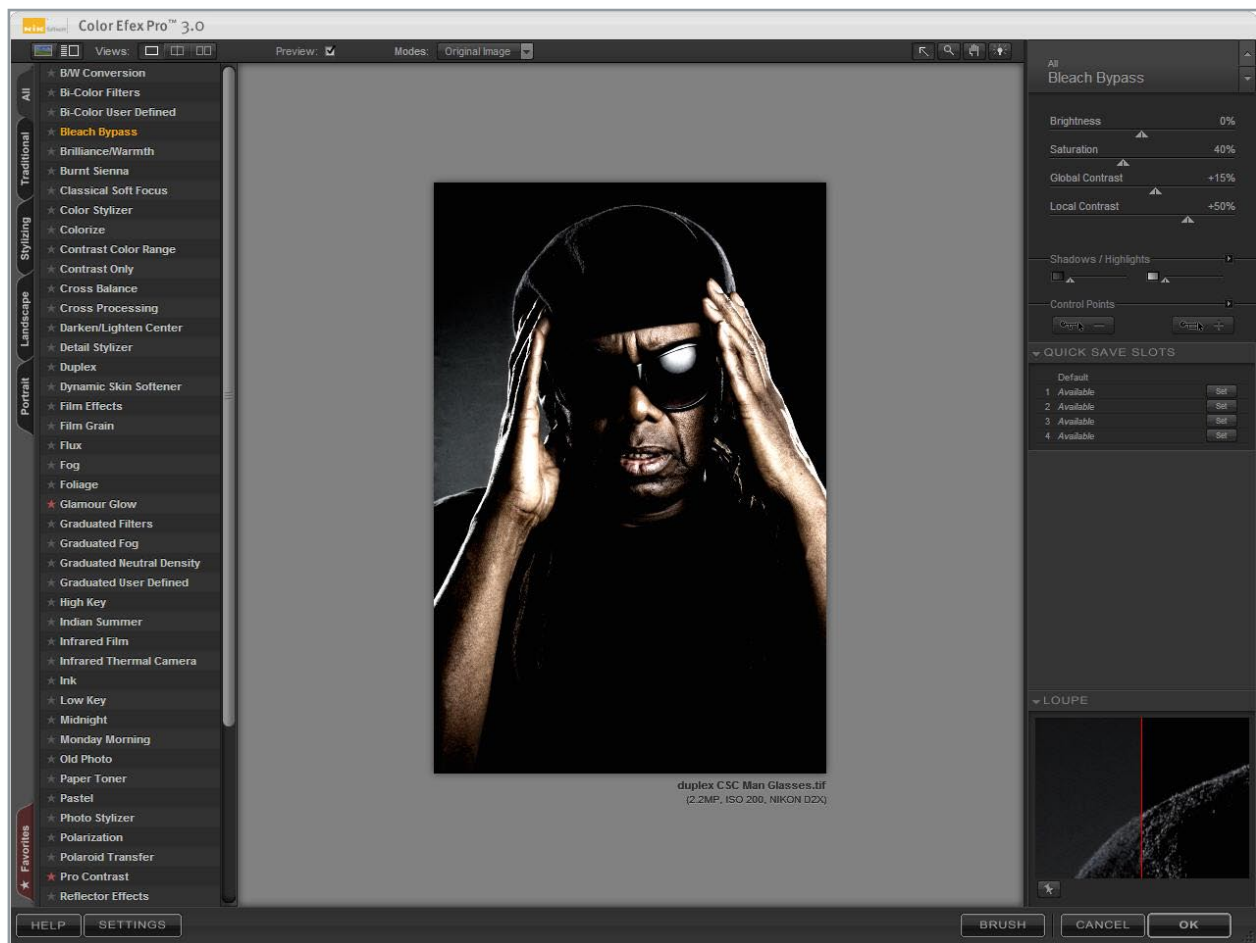 nik Software Color Efex Pro™ 3.0
Views:
Preview:
Modes: Original Image
All
Traditional
Stylizing
Landscape
Portrait
Favorites
B/W Conversion
Bi-Color Filters
Bi-Color User Defined
Bleach Bypass
Brilliance/Warmth
Burnt Sienna
Classical Soft Focus
Color Stylizer
Colorize
Contrast Color Range
Contrast Only
Cross Balance
Cross Processing
Darken/Lighten Center
Detail Stylizer
Duplex
Dynamic Skin Softener
Film Effects
Film Grain
Flux
Fog
Foliage
Glamour Glow
Graduated Filters
Graduated Fog
Graduated Neutral Density
Graduated User Defined
High Key
Indian Summer
Infrared Film
Infrared Thermal Camera
Ink
Low Key
Midnight
Monday Morning
Old Photo
Paper Toner
Pastel
Photo Stylizer
Polarization
Polaroid Transfer
Pro Contrast
Reflector Effects
duplex CSC Man Glasses.tif
(2.2MP, ISO 200, NIKON D2X)
All
Bleach Bypass
Brightness 0%
Saturation 40%
Global Contrast +15%
Local Contrast +50%
Shadows / Highlights
Control Points
QUICK SAVE SLOTS
Default
1 Available Set
2 Available Set
3 Available Set
4 Available Set
LOUPE
HELP SETTINGS BRUSH CANCEL OK